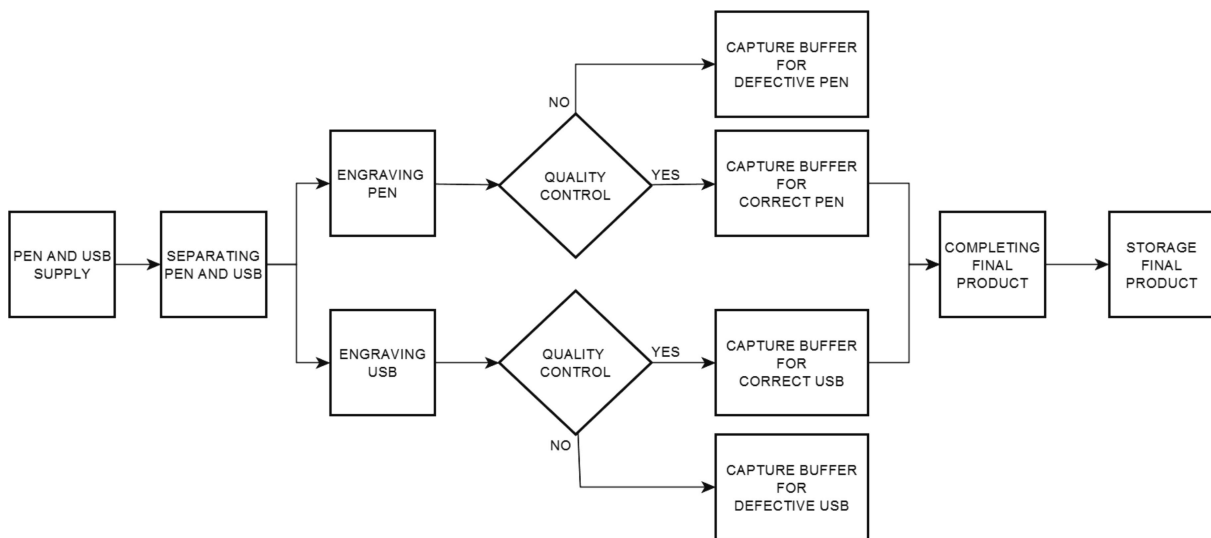 PEN AND USB
SUPPLY
SEPARATING
PEN AND USB
ENGRAVING
PEN
QUALITY
CONTROL
NO
CAPTURE BUFFER
FOR
DEFECTIVE PEN
YES
CAPTURE BUFFER
FOR
CORRECT PEN
ENGRAVING
USB
QUALITY
CONTROL
YES
CAPTURE BUFFER
FOR
CORRECT USB
NO
CAPTURE BUFFER
FOR
DEFECTIVE USB
COMPLETING
FINAL
PRODUCT
STORAGE
FINAL
PRODUCT